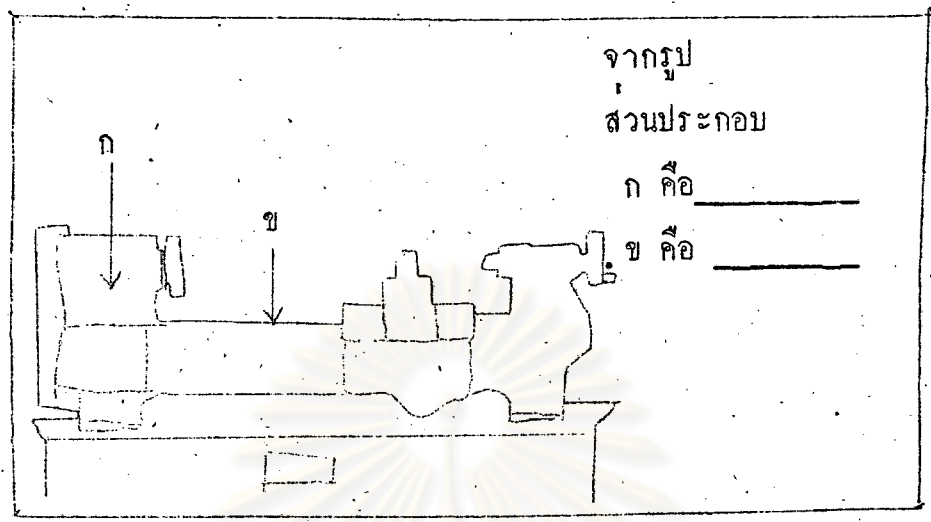 จากรูป
ส่วนประกอบ
ก คือ
ข คือ
ก
ข